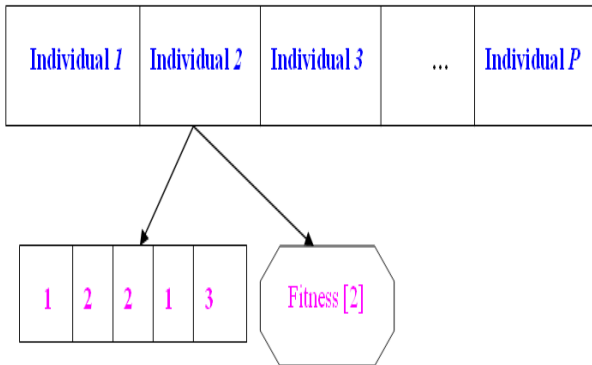 Individual 1 Individual 2 Individual 3 ... Individual P
1 2 2 1 3
Fitness [2]